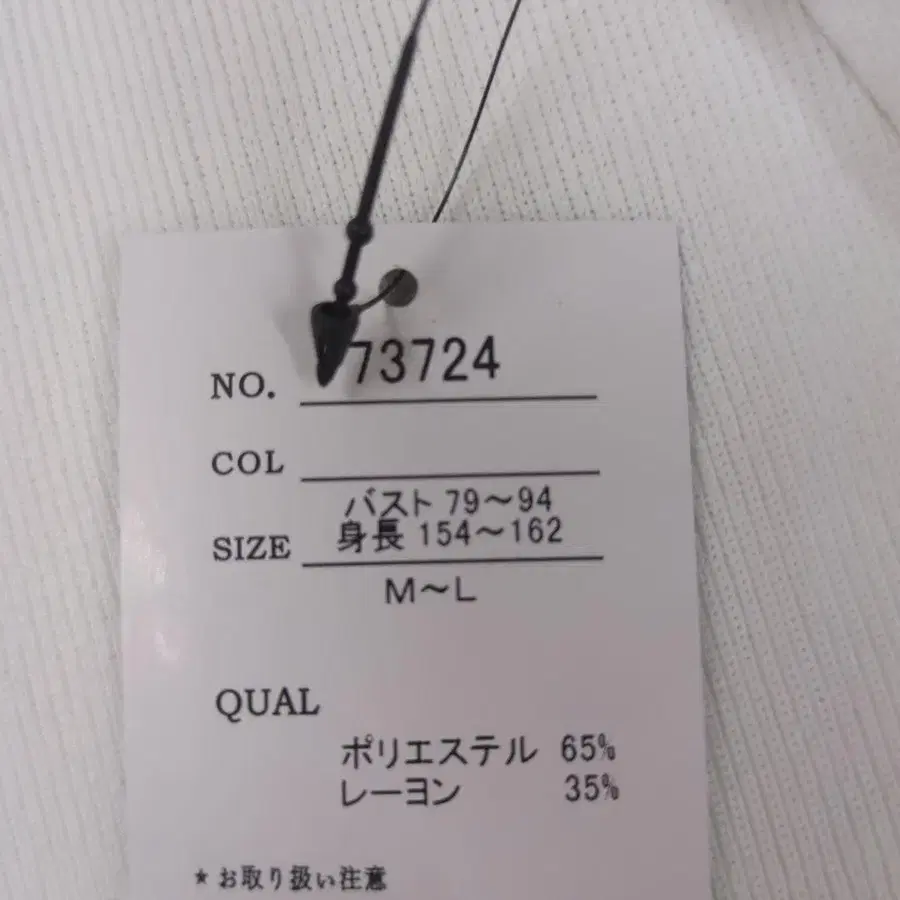 NO. 73724
COL
バスト 79～94
SIZE 身長 154～162
M～L
QUAL
ポリエステル 65%
レーヨン 35%
*お取り扱い注意